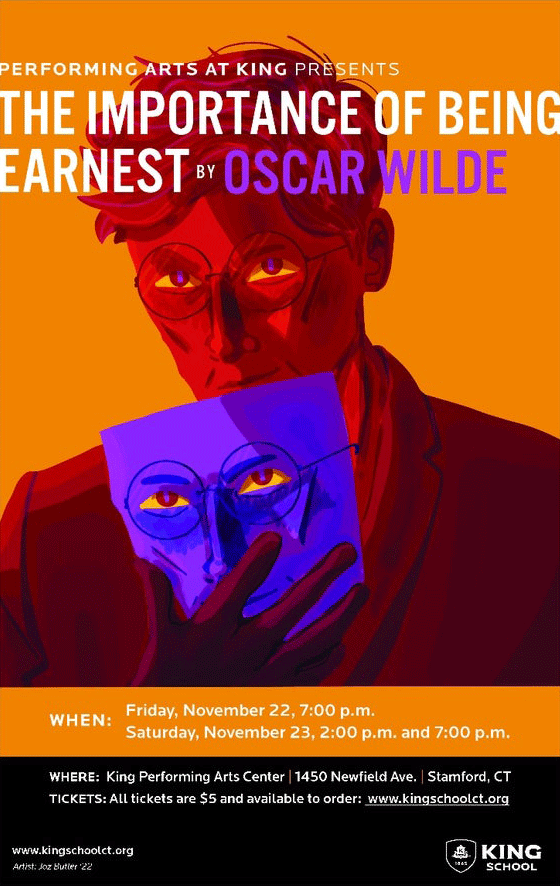 PERFORMING ARTS AT KING PRESENTS
THE IMPORTANCE OF BEING
EARNEST BY OSCAR WILDE
WHEN: Friday, November 22, 7:00 p.m.
Saturday, November 23, 2:00 p.m. and 7:00 p.m.
WHERE: King Performing Arts Center | 1450 Newfield Ave. | Stamford, CT
TICKETS: All tickets are $5 and available to order: www.kingschoolct.org
www.kingschoolct.org
Artist: Joz Butler '22
1865
KING
SCHOOL